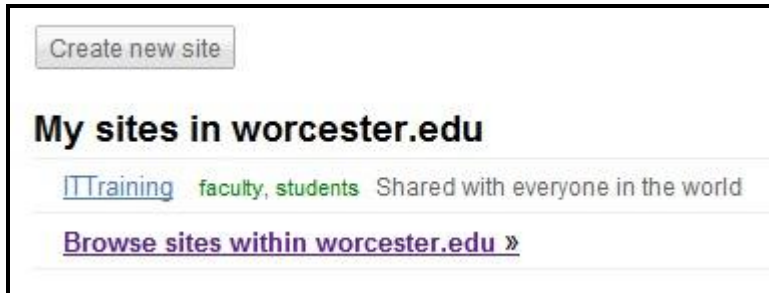 Create new site
My sites in worcester.edu
ITTraining faculty, students Shared with everyone in the world
Browse sites within worcester.edu »